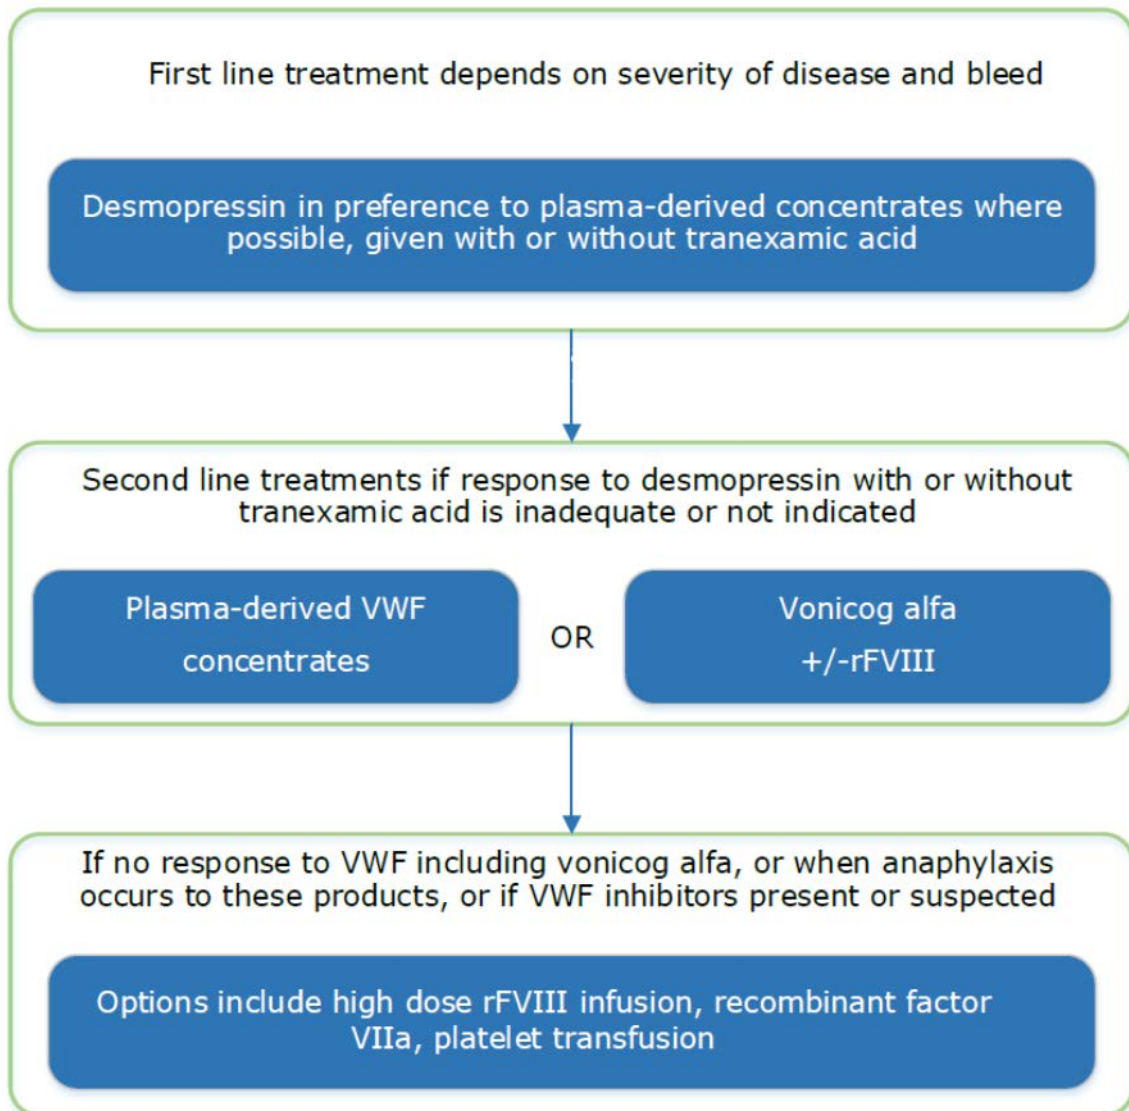 First line treatment depends on severity of disease and bleed
Desmopressin in preference to plasma-derived concentrates where
possible, given with or without tranexamic acid
Second line treatments if response to desmopressin with or without
tranexamic acid is inadequate or not indicated
Plasma-derived VWF
concentrates
OR
Vonicog alfa
+/-rFVIII
If no response to VWF including vonicog alfa, or when anaphylaxis
occurs to these products, or if VWF inhibitors present or suspected
Options include high dose rFVIII infusion, recombinant factor
VIIa, platelet transfusion